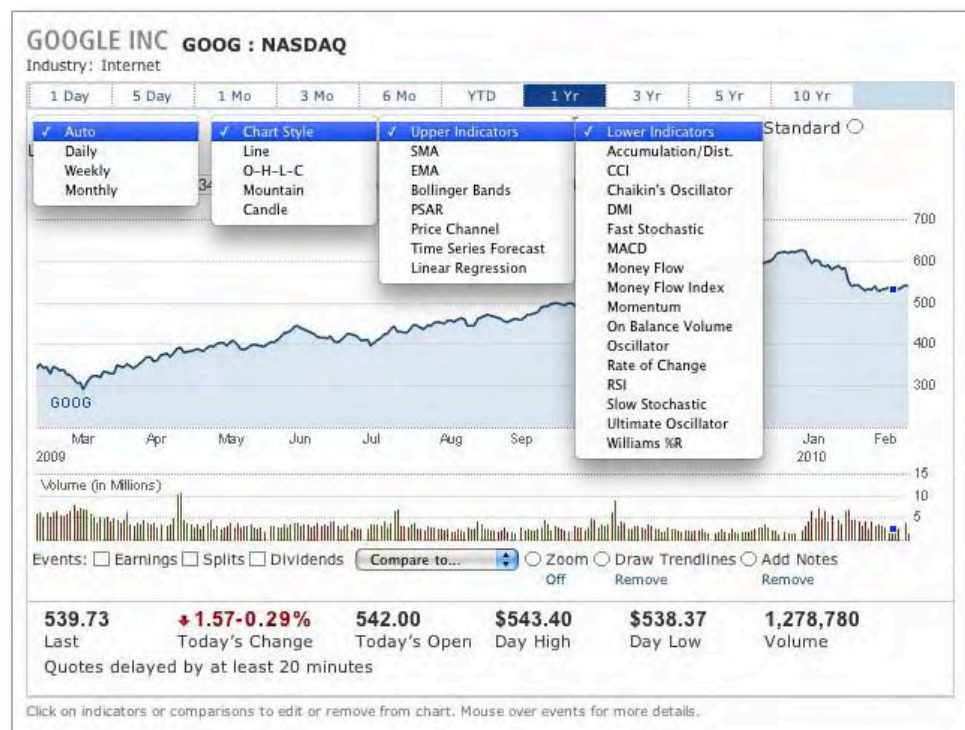 GOOGLE INC GOOG : NASDAQ
Industry: Internet
1 Day 5 Day 1 Mo 3 Mo 6 Mo YTD 1 Yr 3 Yr 5 Yr 10 Yr
✓ Auto
Daily
Weekly
Monthly
✓ Chart Style
Line
O-H-L-C
Mountain
Candle
✓ Upper Indicators
SMA
EMA
Bollinger Bands
PSAR
Price Channel
Time Series Forecast
Linear Regression
✓ Lower Indicators
Accumulation/Dist.
CCI
Chaikin's Oscillator
DMI
Fast Stochastic
MACD
Money Flow
Money Flow Index
Momentum
On Balance Volume
Oscillator
Rate of Change
RSI
Slow Stochastic
Ultimate Oscillator
Williams %R
Standard
700
600
500
400
300
GOOG
Mar Apr May Jun Jul Aug Sep Jan Feb
2009 2010
Volume (in Millions)
15
10
5
Events: Earnings Splits Dividends Compare to... Zoom Draw Trendlines Add Notes
Off Remove Remove
539.73 1.57-0.29% 542.00 $543.40 $538.37 1,278,780
Last Today's Change Today's Open Day High Day Low Volume
Quotes delayed by at least 20 minutes
Click on indicators or comparisons to edit or remove from chart. Mouse over events for more details.